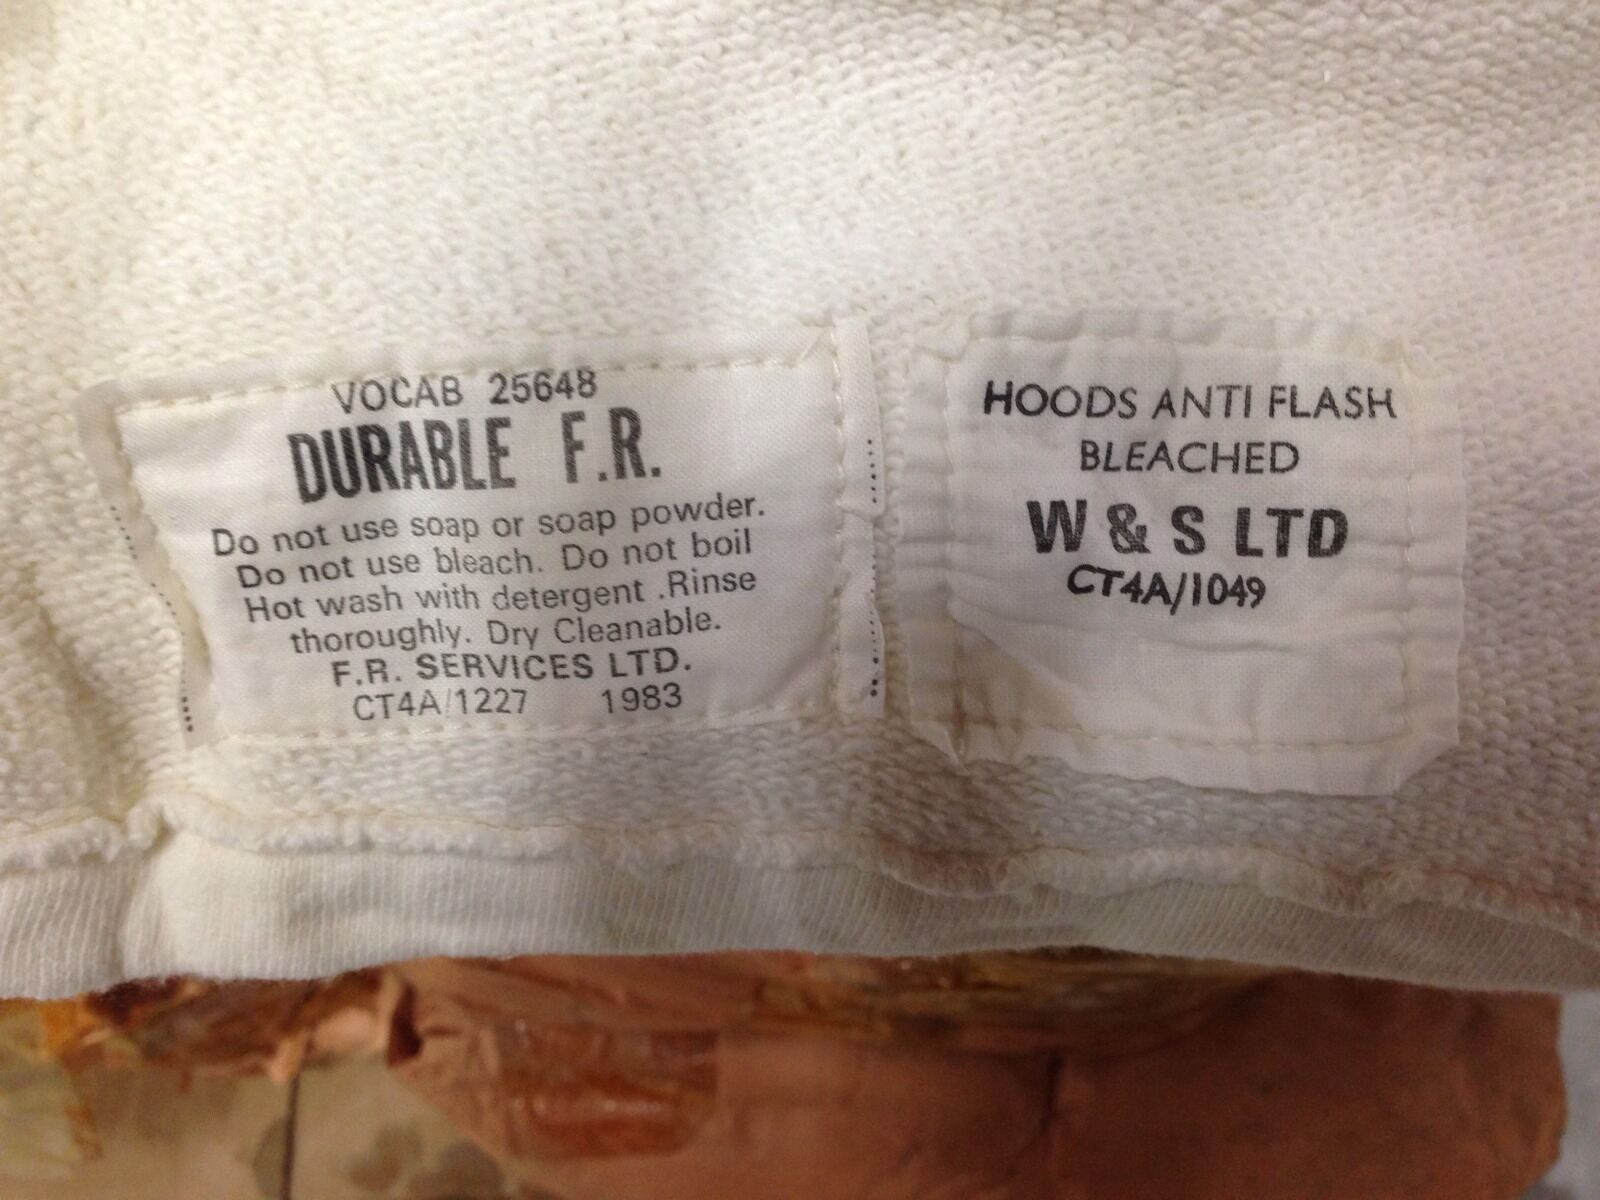 VOCAB 25648
DURABLE F.R.
Do not use soap or soap powder.
Do not use bleach. Do not boil
Hot wash with detergent .Rinse
thoroughly. Dry Cleanable.
F.R. SERVICES LTD.
CT4A/1227 1983
HOODS ANTI FLASH
BLEACHED
W & S LTD
CT4A/1049